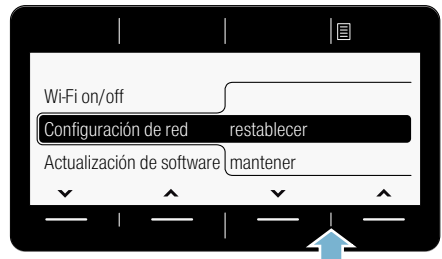 Wi-Fi on/off
Configuración de red restablecer
Actualización de software mantener